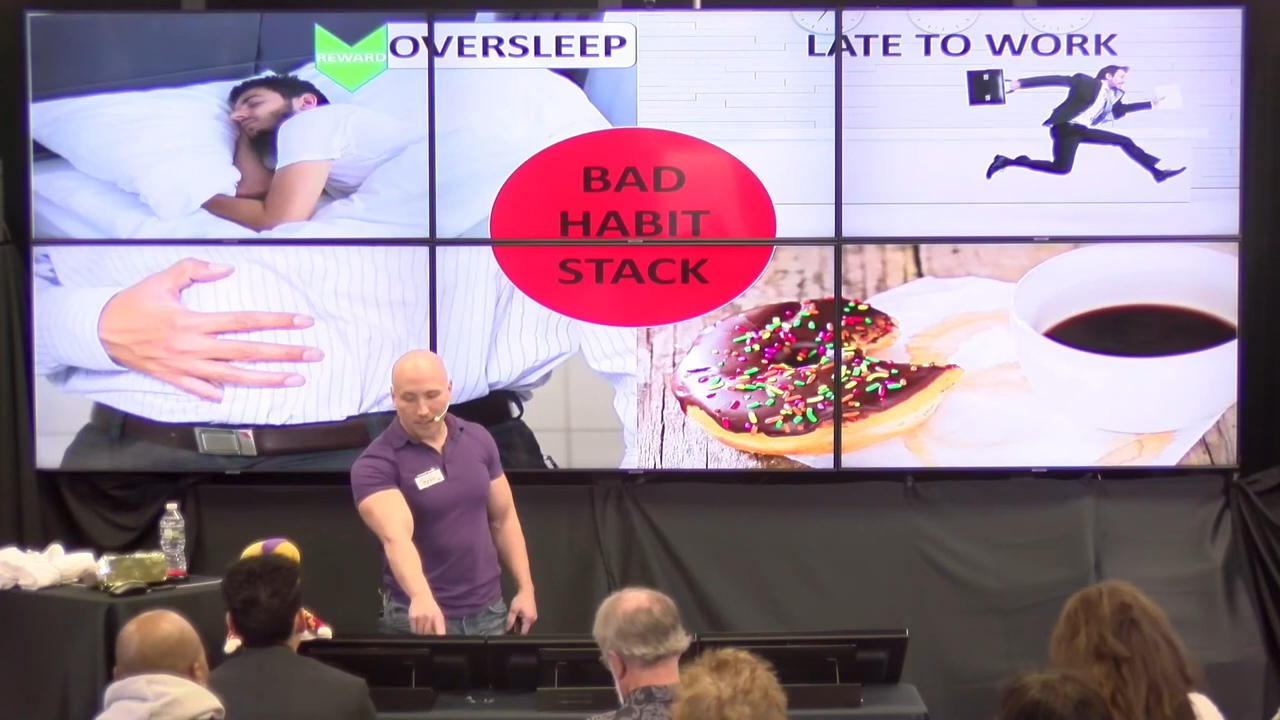 REWARD
OVERSLEEP
LATE TO WORK
BAD
HABIT
STACK